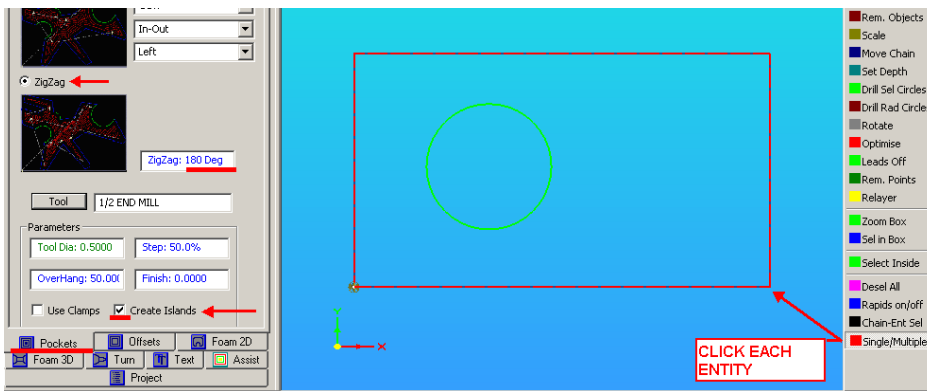 In-Out
Left
ZigZag
ZigZag: 180 Deg
Tool
1/2 END MILL
Parameters
Tool Dia: 0.5000
Step: 50.0%
OverHang: 50.00(
Finish: 0.0000
Use Clamps
Create Islands
Pockets
Offsets
Foam 2D
Foam 3D
Turn
Text
Assist
Project
X
CLICK EACH
ENTITY
Rem. Objects
Scale
Move Chain
Set Depth
Drill Sel Circles
Drill Rad Circle
Rotate
Optimise
Leads Off
Rem. Points
Relayer
Zoom Box
Sel in Box
Select Inside
Desel All
Rapids on/off
Chain-Ent Sel
Single/Multiple